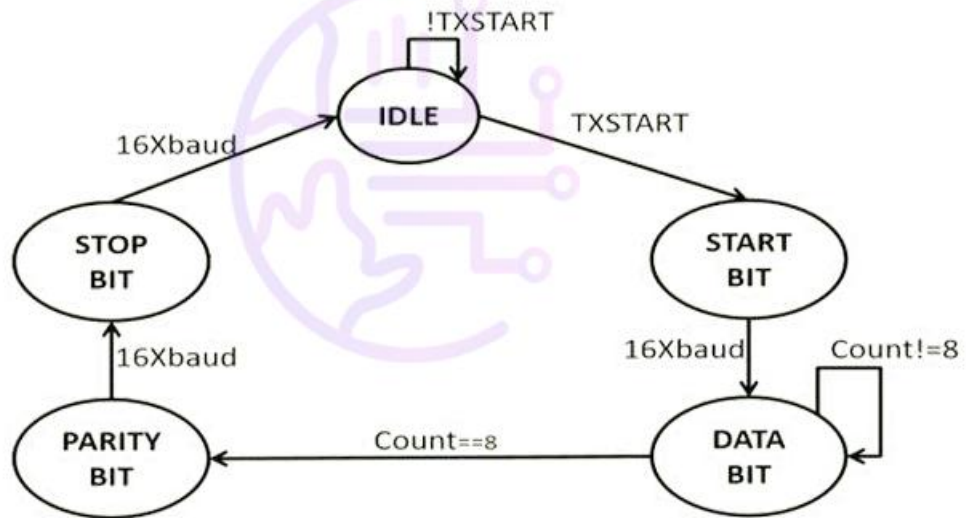 !TXSTART
IDLE
TXSTART
16Xbaud
STOP
BIT
START
BIT
16Xbaud
16Xbaud
Count!=8
PARITY
BIT
Count==8
DATA
BIT